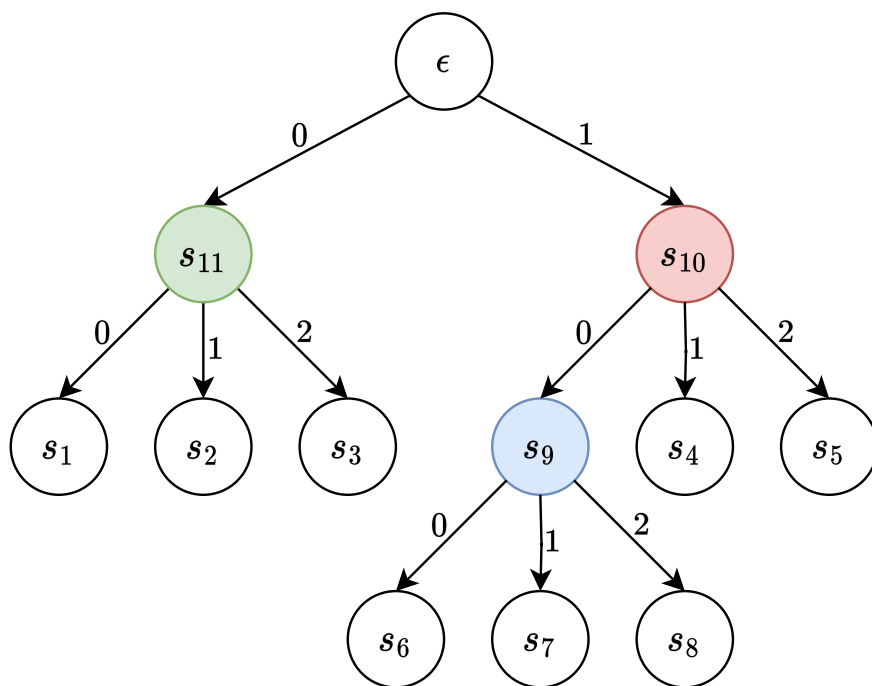 ϵ
0 1
s₁₁ s₁₀
0 1 2 0 1 2
s₁ s₂ s₃ s₉ s₄ s₅
0 1 2
s₆ s₇ s₈